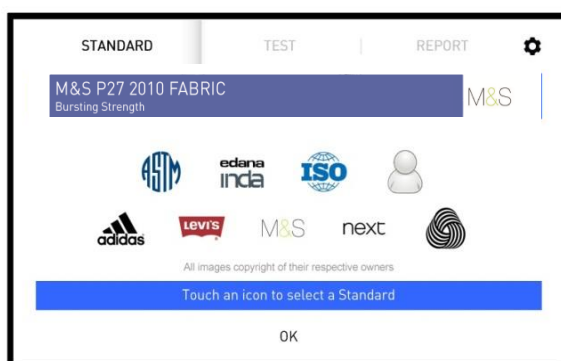 STANDARD TEST REPORT
M&S P27 2010 FABRIC
Bursting Strength
M&S
ASTM edana inda ISO
adidas LEVI'S M&S next
All images copyright of their respective owners
Touch an icon to select a Standard
OK